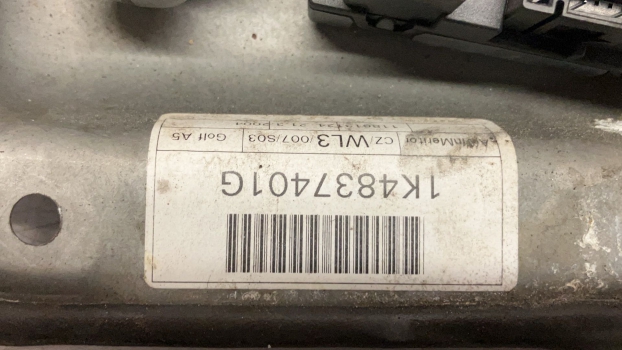 1K4837401G
ArvinMeritor CZ/WL3/007/S03 Golf A5